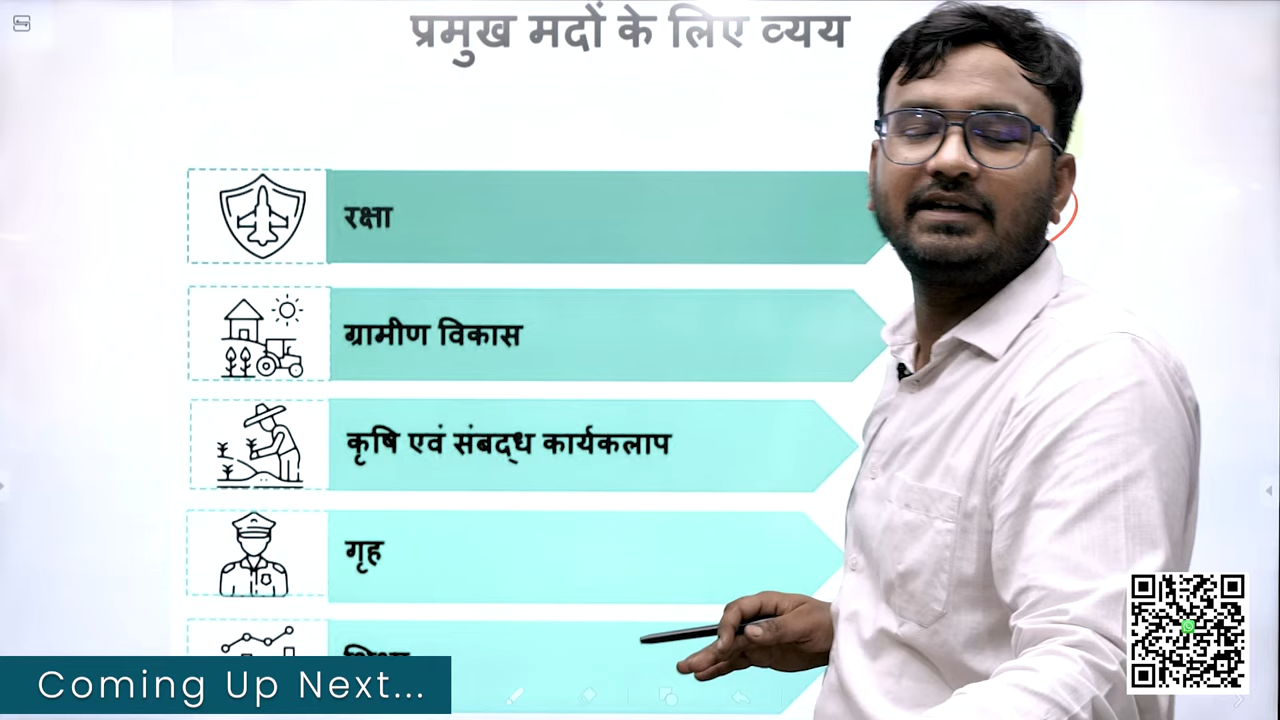 प्रमुख मदों के लिए व्यय
रक्षा
ग्रामीण विकास
कृषि एवं संबद्ध कार्यकलाप
गृह
Coming Up Next...